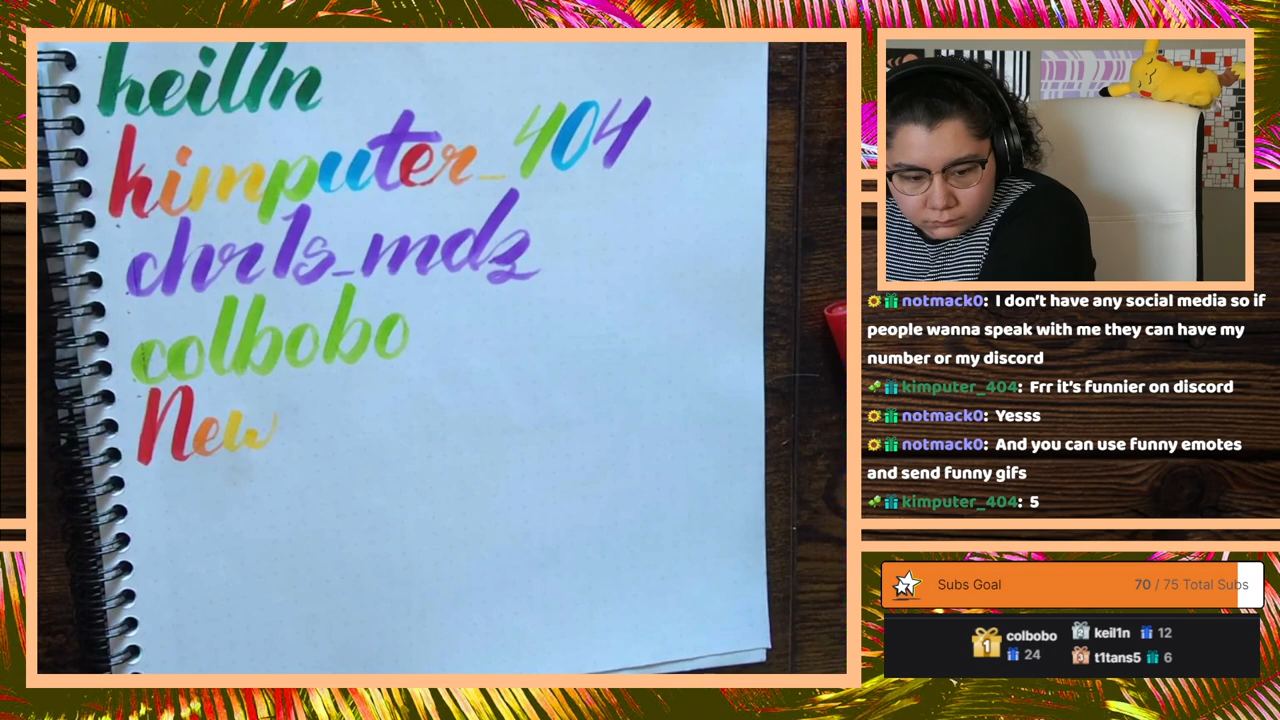 keil1n
kimputer_404
chr1s_mdz
colbobo
New
notmack0: I don't have any social media so if
people wanna speak with me they can have my
number or my discord
kimputer_404: Frr it's funnier on discord
notmack0: Yesss
notmack0: And you can use funny emotes
and send funny gifs
kimputer_404: 5
Subs Goal 70 / 75 Total Subs
1 colbobo 24
2 keil1n 12
3 t1tans5 6